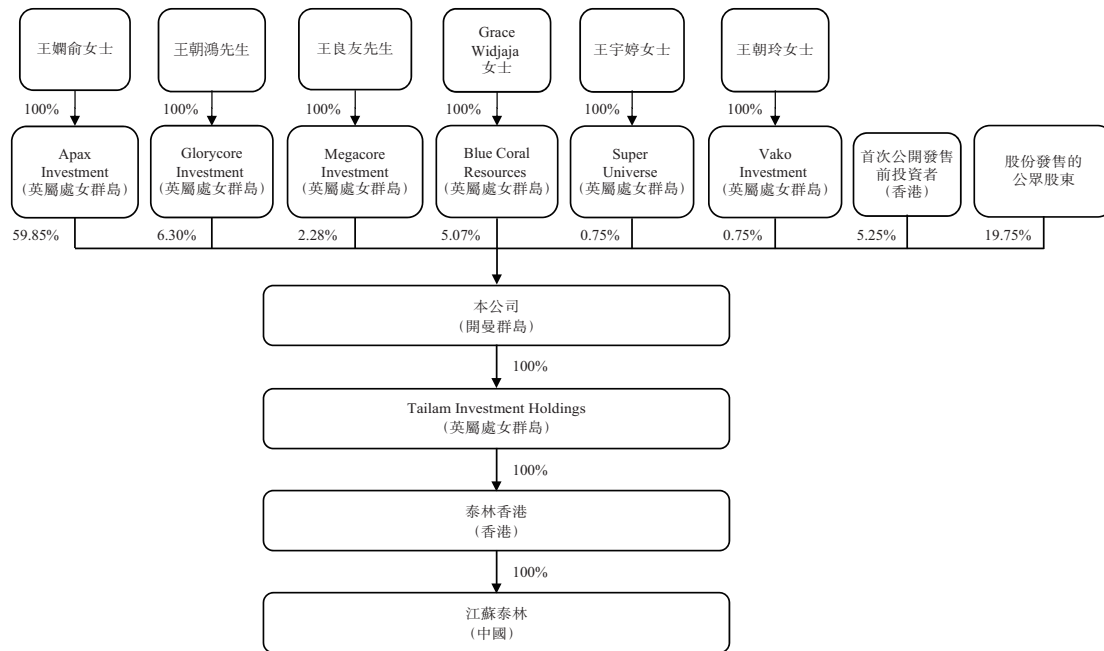 王嫻俞女士
王朝鴻先生
王良友先生
Grace
Widjaja
女士
王宇婷女士
王朝玲女士
100%
100%
100%
100%
100%
100%
Apax
Investment
(英屬處女群島)
Glorycore
Investment
(英屬處女群島)
Megacore
Investment
(英屬處女群島)
Blue Coral
Resources
(英屬處女群島)
Super
Universe
(英屬處女群島)
Vako
Investment
(英屬處女群島)
首次公開發售
前投資者
(香港)
股份發售的
公眾股東
59.85%
6.30%
2.28%
5.07%
0.75%
0.75%
5.25%
19.75%
本公司
(開曼群島)
100%
Tailam Investment Holdings
(英屬處女群島)
100%
泰林香港
(香港)
100%
江蘇泰林
(中國)